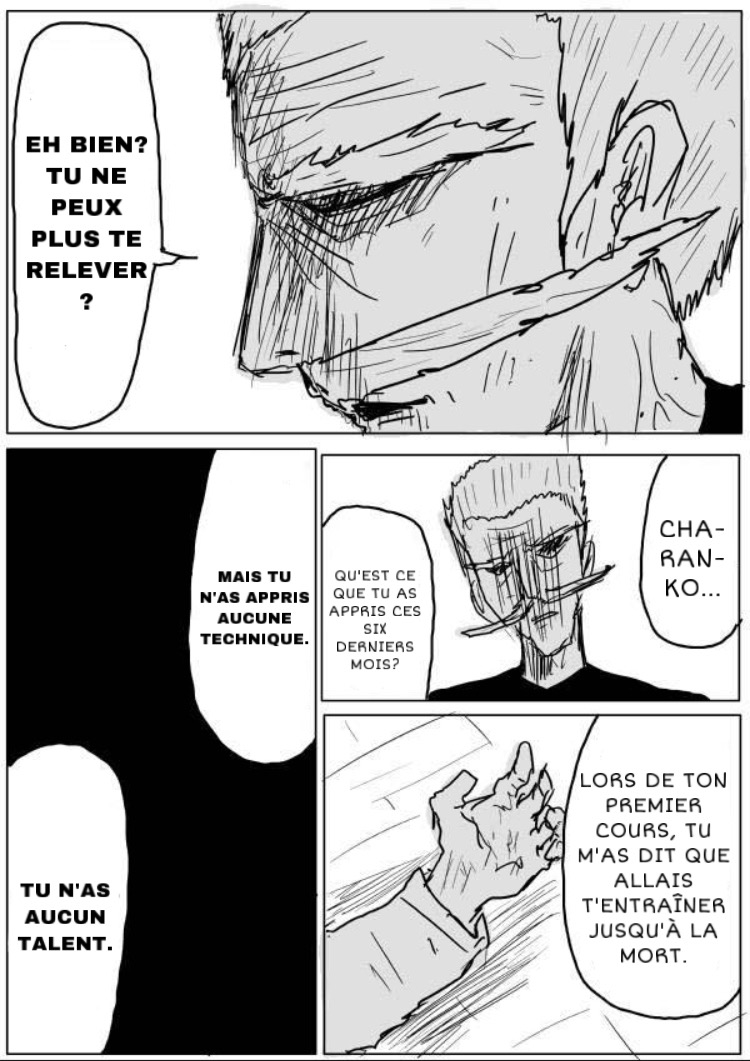 EH BIEN?
TU NE
PEUX
PLUS TE
RELEVER
?
CHA-
RAN-
KO...
QU'EST CE
QUE TU AS
APPRIS CES
SIX
DERNIERS
MOIS?
LORS DE TON
PREMIER
COURS, TU
M'AS DIT QUE
ALLAIS
T'ENTRAÎNER
JUSQU'À LA
MORT.
MAIS TU
N'AS APPRIS
AUCUNE
TECHNIQUE.
TU N'AS
AUCUN
TALENT.